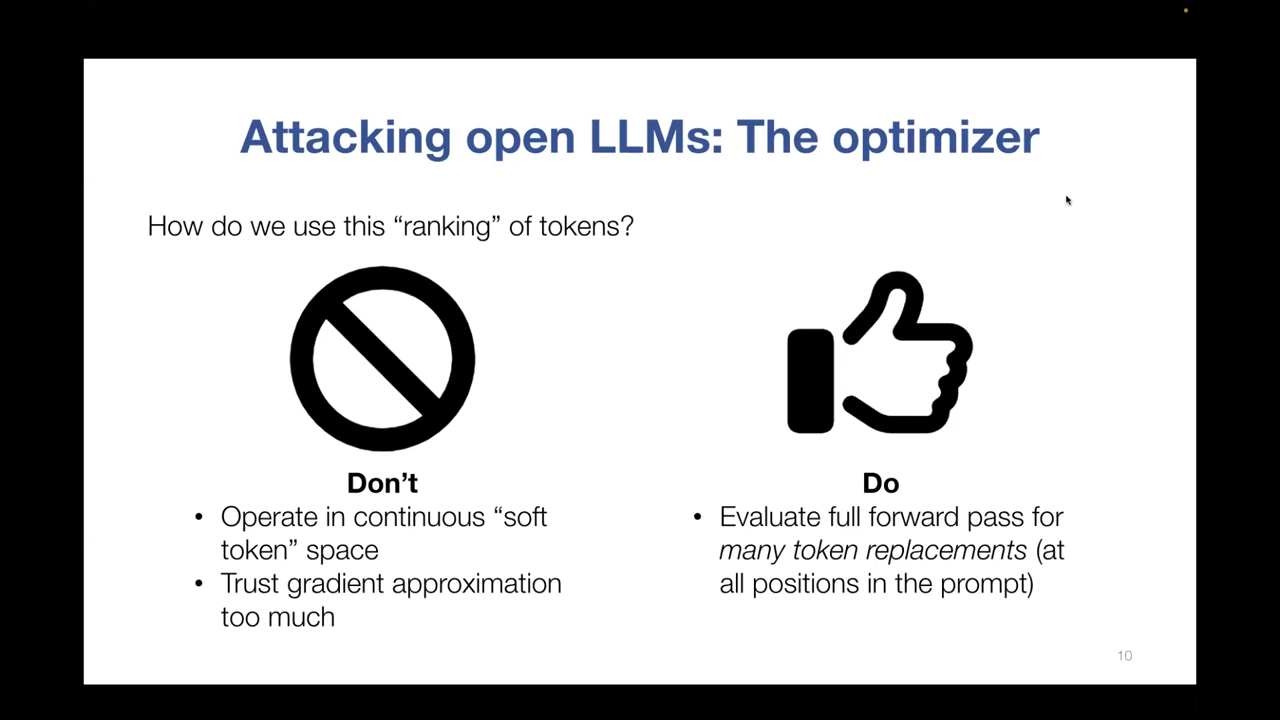 Attacking open LLMs: The optimizer
How do we use this “ranking” of tokens?
Don’t
• Operate in continuous “soft
token” space
• Trust gradient approximation
too much
Do
• Evaluate full forward pass for
many token replacements (at
all positions in the prompt)
10